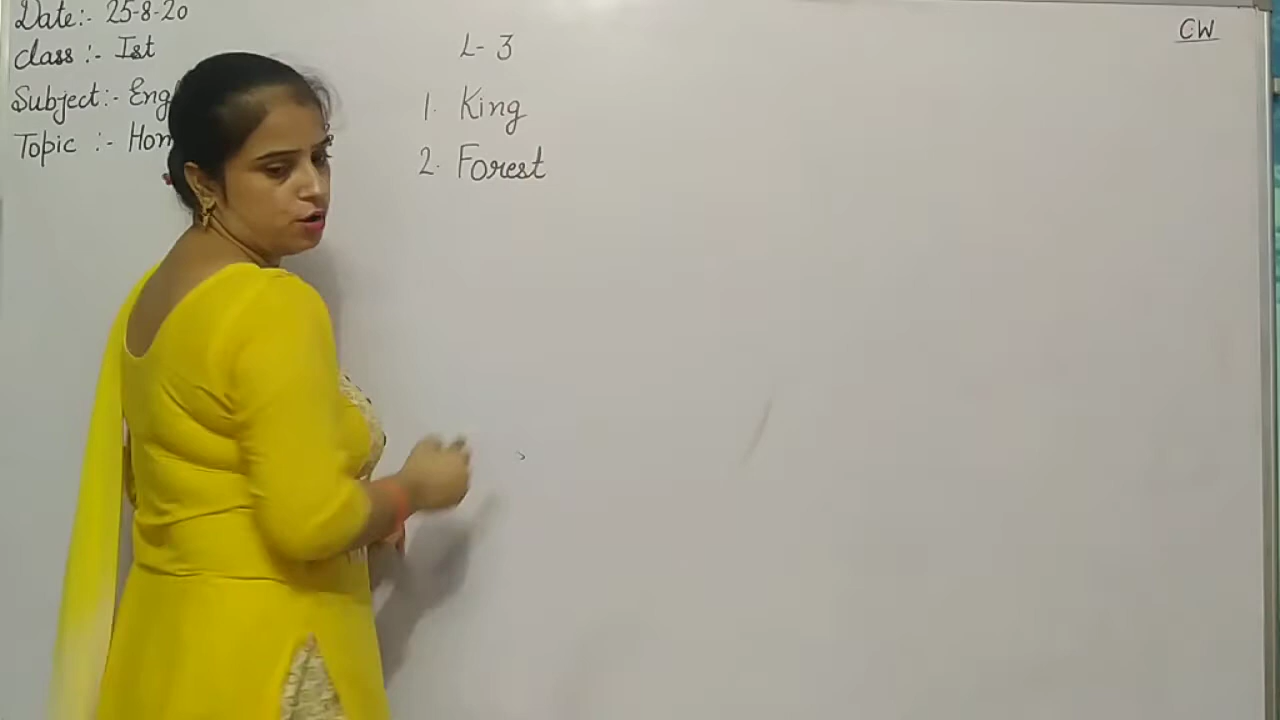 Date:- 25-8-20
Class:- Ist
Subject:- Eng
Topic :- Hom
L- 3
1. King
2. Forest
CW